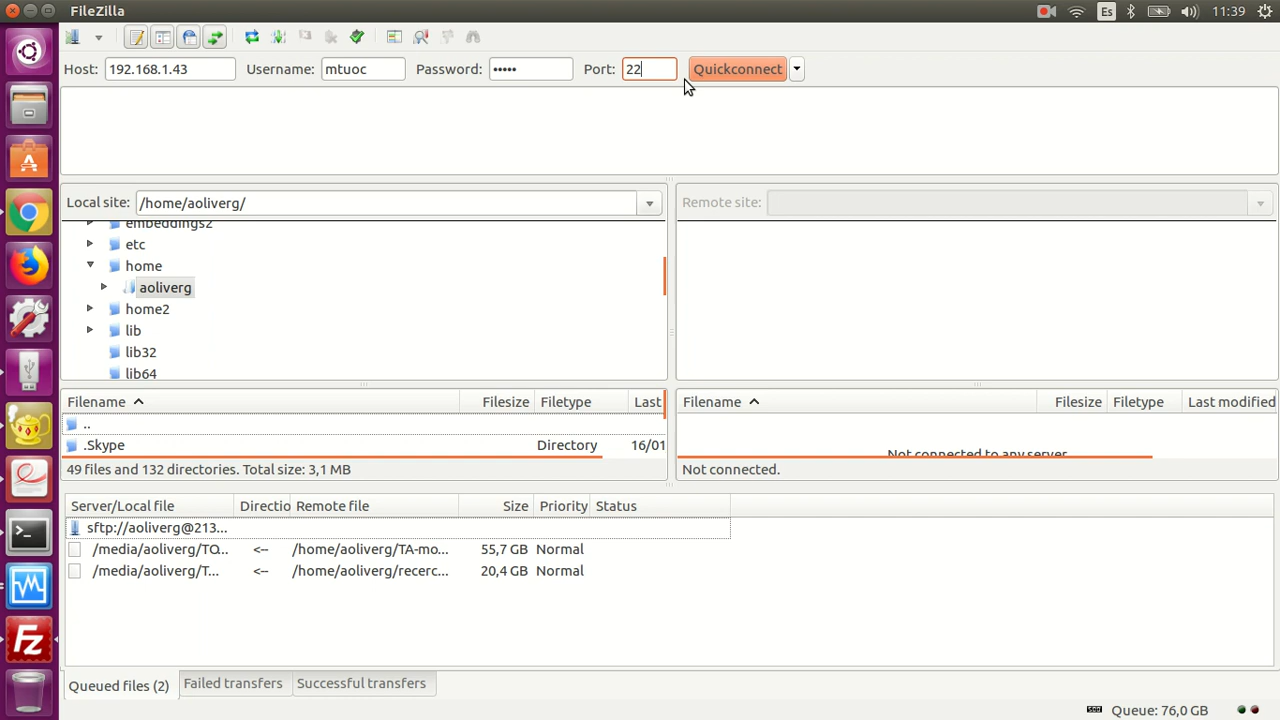 FileZilla
Es
11:39
Host: 192.168.1.43 Username: mtuoc Password: ••••• Port: 22 Quickconnect
Local site: /home/aoliverg/
Remote site:
embeddings2
etc
home
aoliverg
home2
lib
lib32
lib64
Filename Filesize Filetype Last
..
.Skype Directory 16/01
49 files and 132 directories. Total size: 3,1 MB
Filename Filesize Filetype Last modified
Not connected to any server
Not connected.
Server/Local file Directio Remote file Size Priority Status
sftp://aoliverg@213...
/media/aoliverg/TO... <-- /home/aoliverg/TA-mo... 55,7 GB Normal
/media/aoliverg/T... <-- /home/aoliverg/recerc... 20,4 GB Normal
Queued files (2) Failed transfers Successful transfers
Queue: 76,0 GB